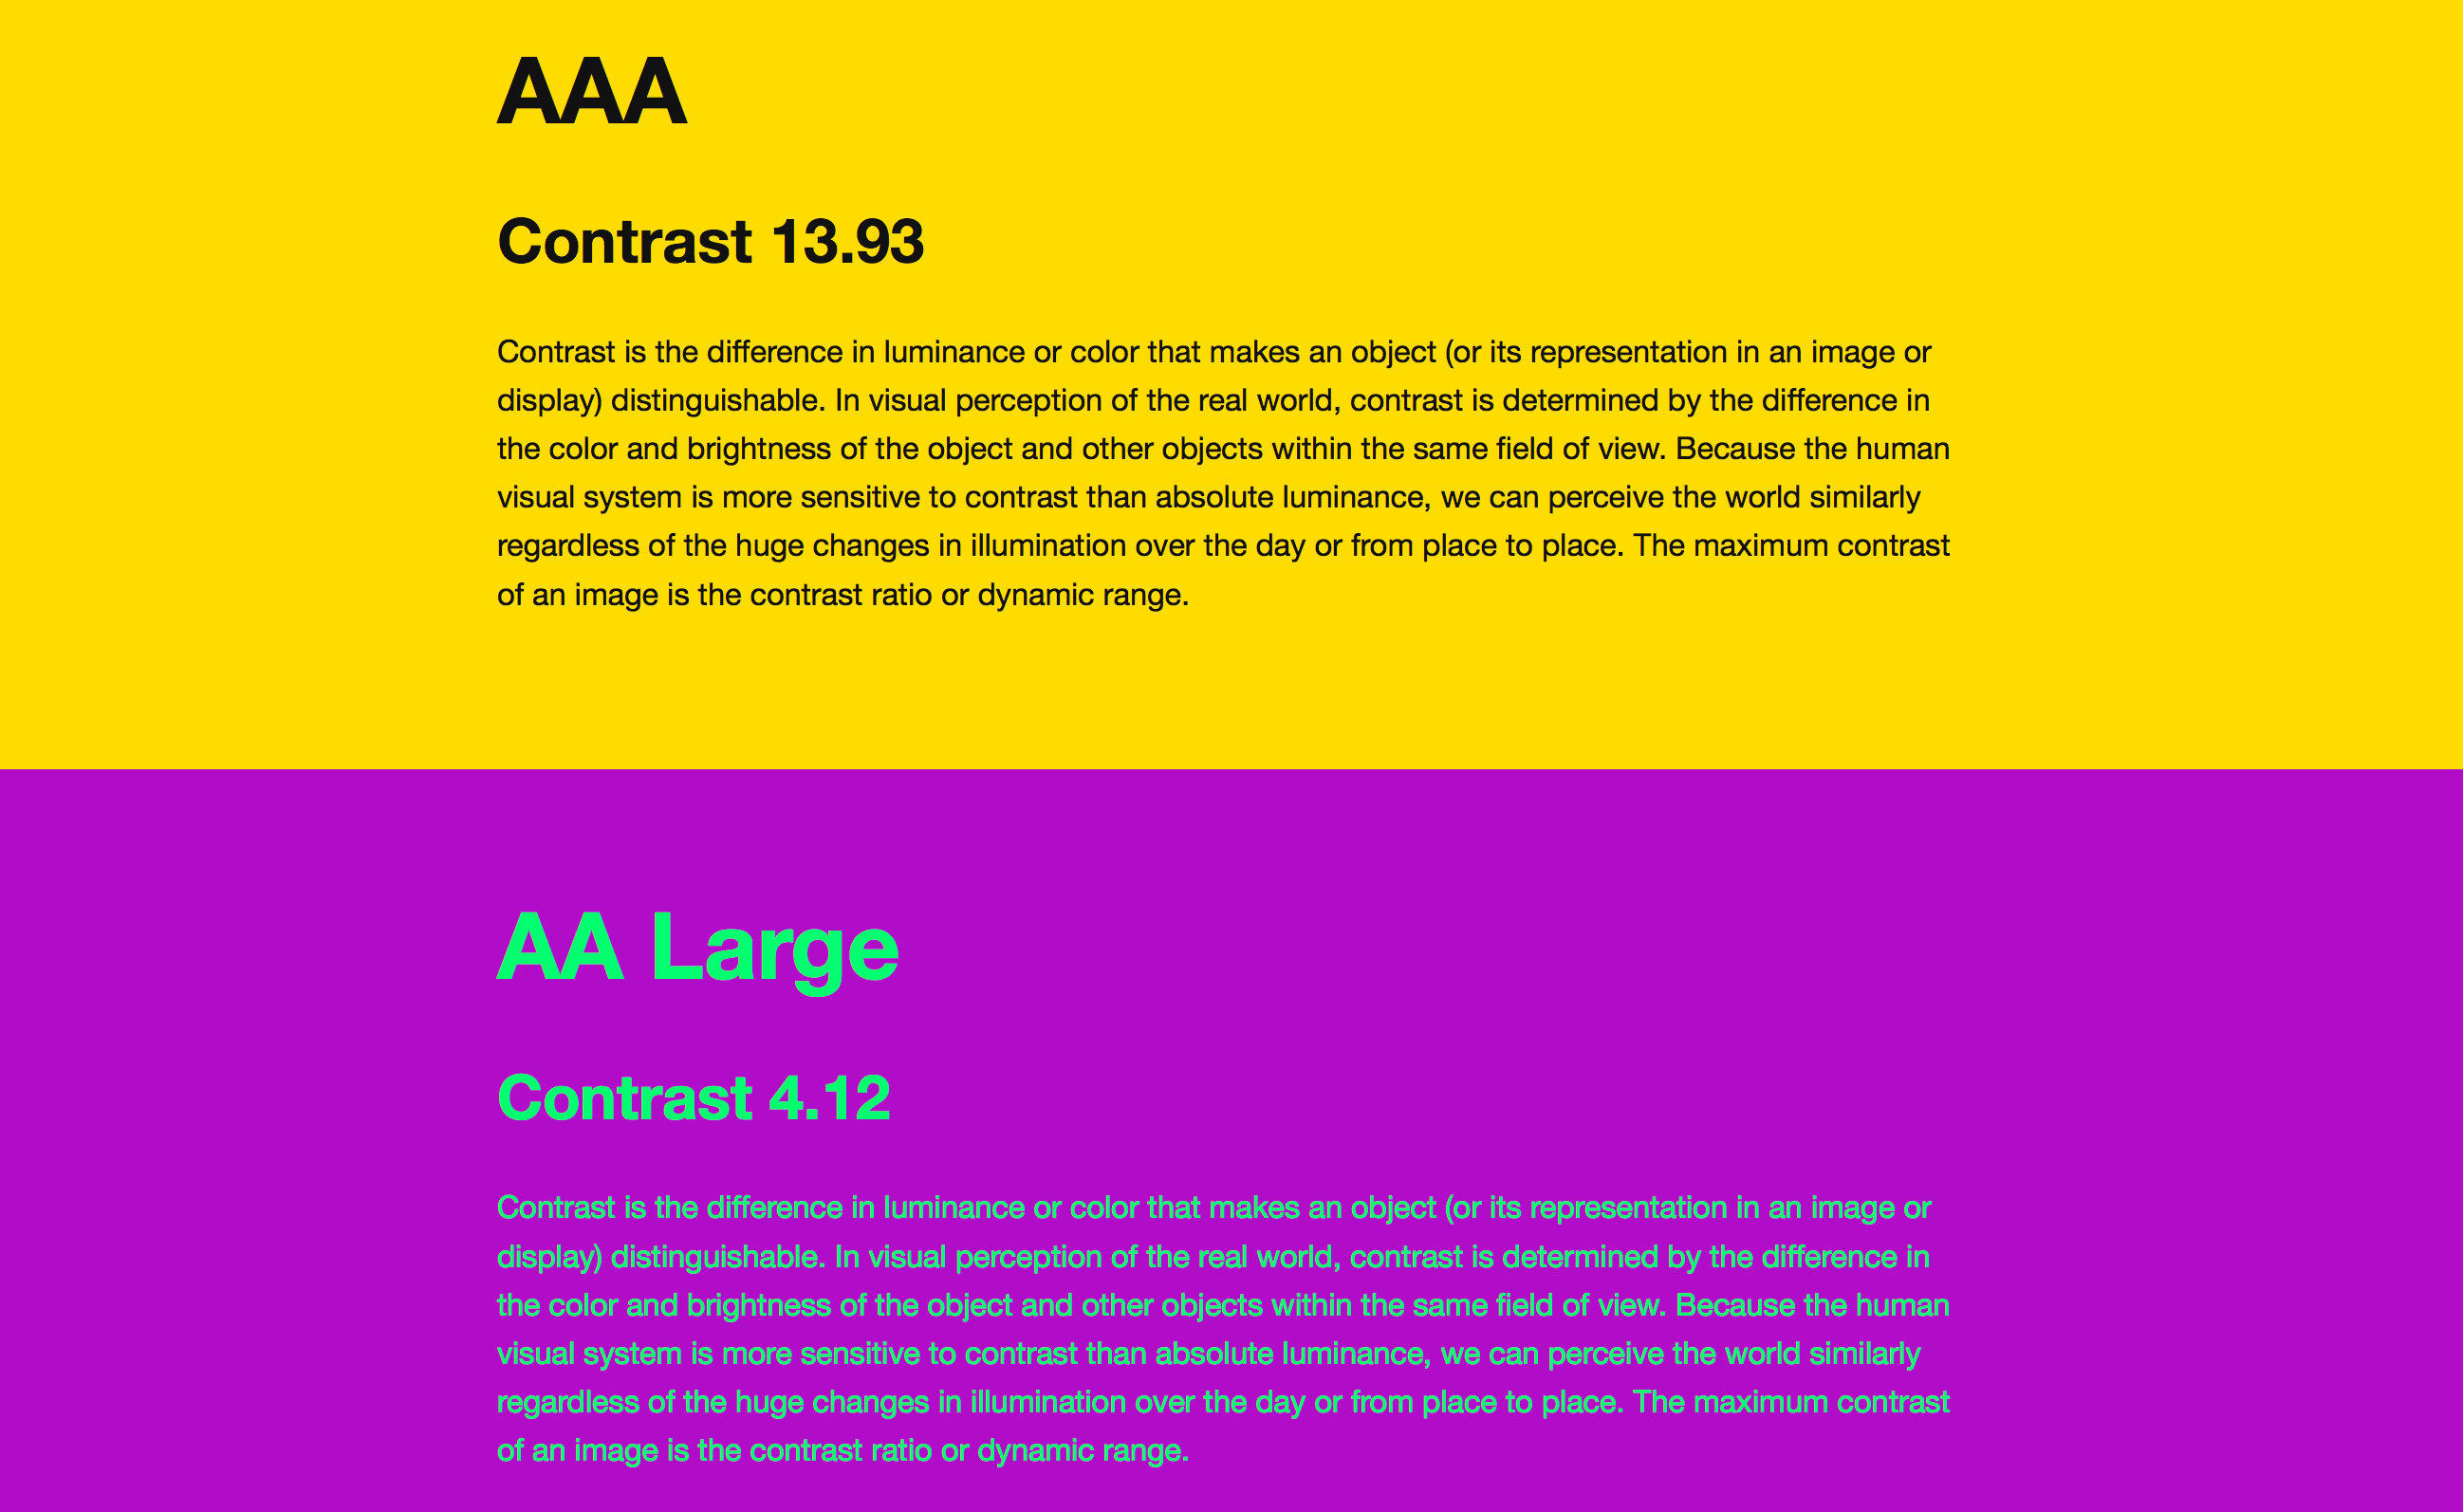 AAA
Contrast 13.93
Contrast is the difference in luminance or color that makes an object (or its representation in an image or
display) distinguishable. In visual perception of the real world, contrast is determined by the difference in
the color and brightness of the object and other objects within the same field of view. Because the human
visual system is more sensitive to contrast than absolute luminance, we can perceive the world similarly
regardless of the huge changes in illumination over the day or from place to place. The maximum contrast
of an image is the contrast ratio or dynamic range.
AA Large
Contrast 4.12
Contrast is the difference in luminance or color that makes an object (or its representation in an image or
display) distinguishable. In visual perception of the real world, contrast is determined by the difference in
the color and brightness of the object and other objects within the same field of view. Because the human
visual system is more sensitive to contrast than absolute luminance, we can perceive the world similarly
regardless of the huge changes in illumination over the day or from place to place. The maximum contrast
of an image is the contrast ratio or dynamic range.